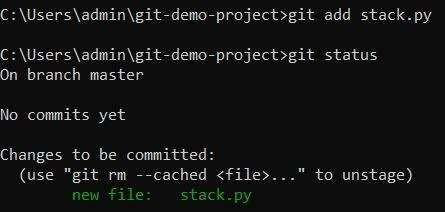 C:\Users\admin\git-demo-project>git add stack.py
C:\Users\admin\git-demo-project>git status
On branch master
No commits yet
Changes to be committed:
(use "git rm --cached <file>..." to unstage)
new file:   stack.py